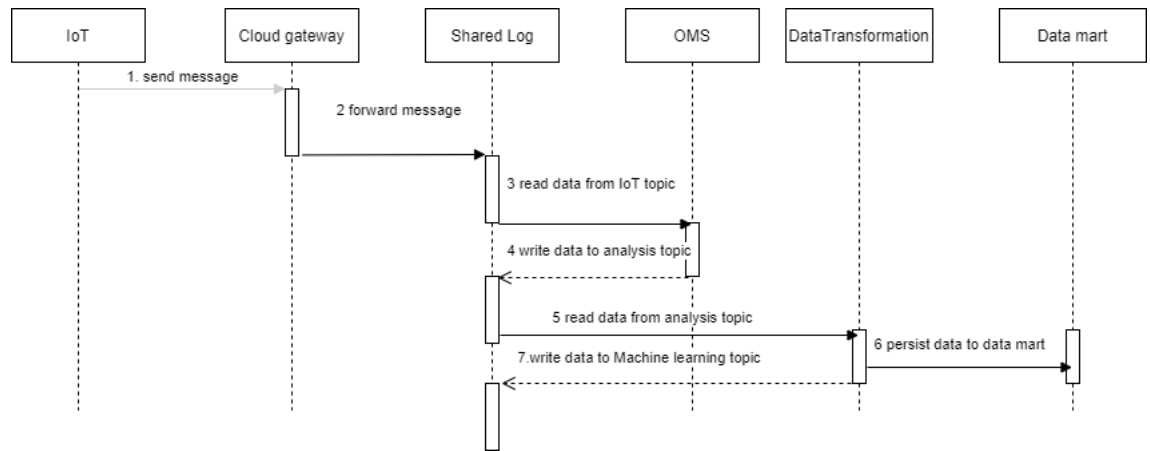 IoT
Cloud gateway
Shared Log
OMS
DataTransformation
Data mart
1. send message
2 forward message
3 read data from IoT topic
4 write data to analysis topic
5 read data from analysis topic
6 persist data to data mart
7.write data to Machine learning topic